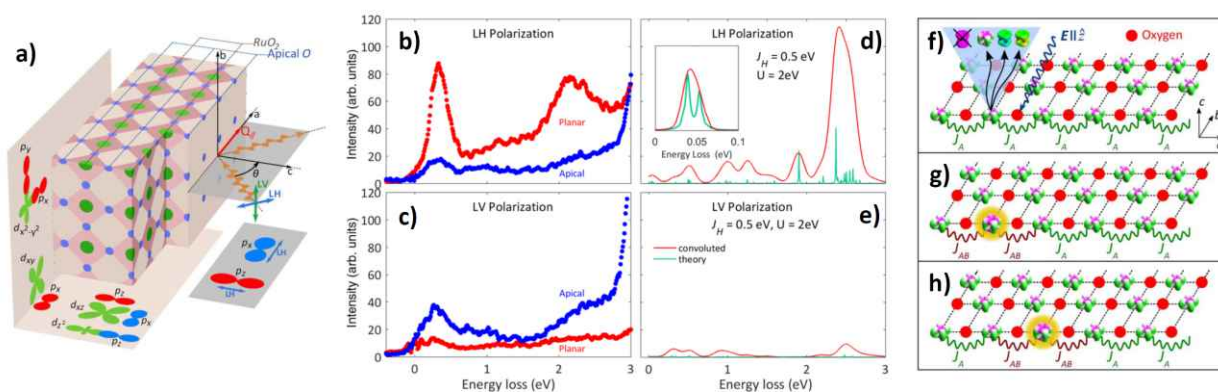 a)
RuO2
Apical O
b
a
Q//
c
θ
LV
LH
py
px
dx²-y²
dxy
px
pz
dxz
px
dz²
pz
px
LH
pz
LH
b)
LH Polarization
Planar
Apical
Intensity (arb. units)
120
100
80
60
40
20
c)
LV Polarization
Apical
Planar
Intensity (arb. units)
120
100
80
60
40
20
0
0
1
2
3
Energy loss (eV)
d)
LH Polarization
JH = 0.5 eV
U = 2eV
0
0.05
0.1
Energy Loss (eV)
e)
LV Polarization
JH = 0.5 eV, U = 2eV
convoluted
theory
0
1
2
3
Energy loss (eV)
f)
Oxygen
c
JA JA JA JA JA
g)
JAB JAB JA JA JA
h)
JA JAB JAB JA JA